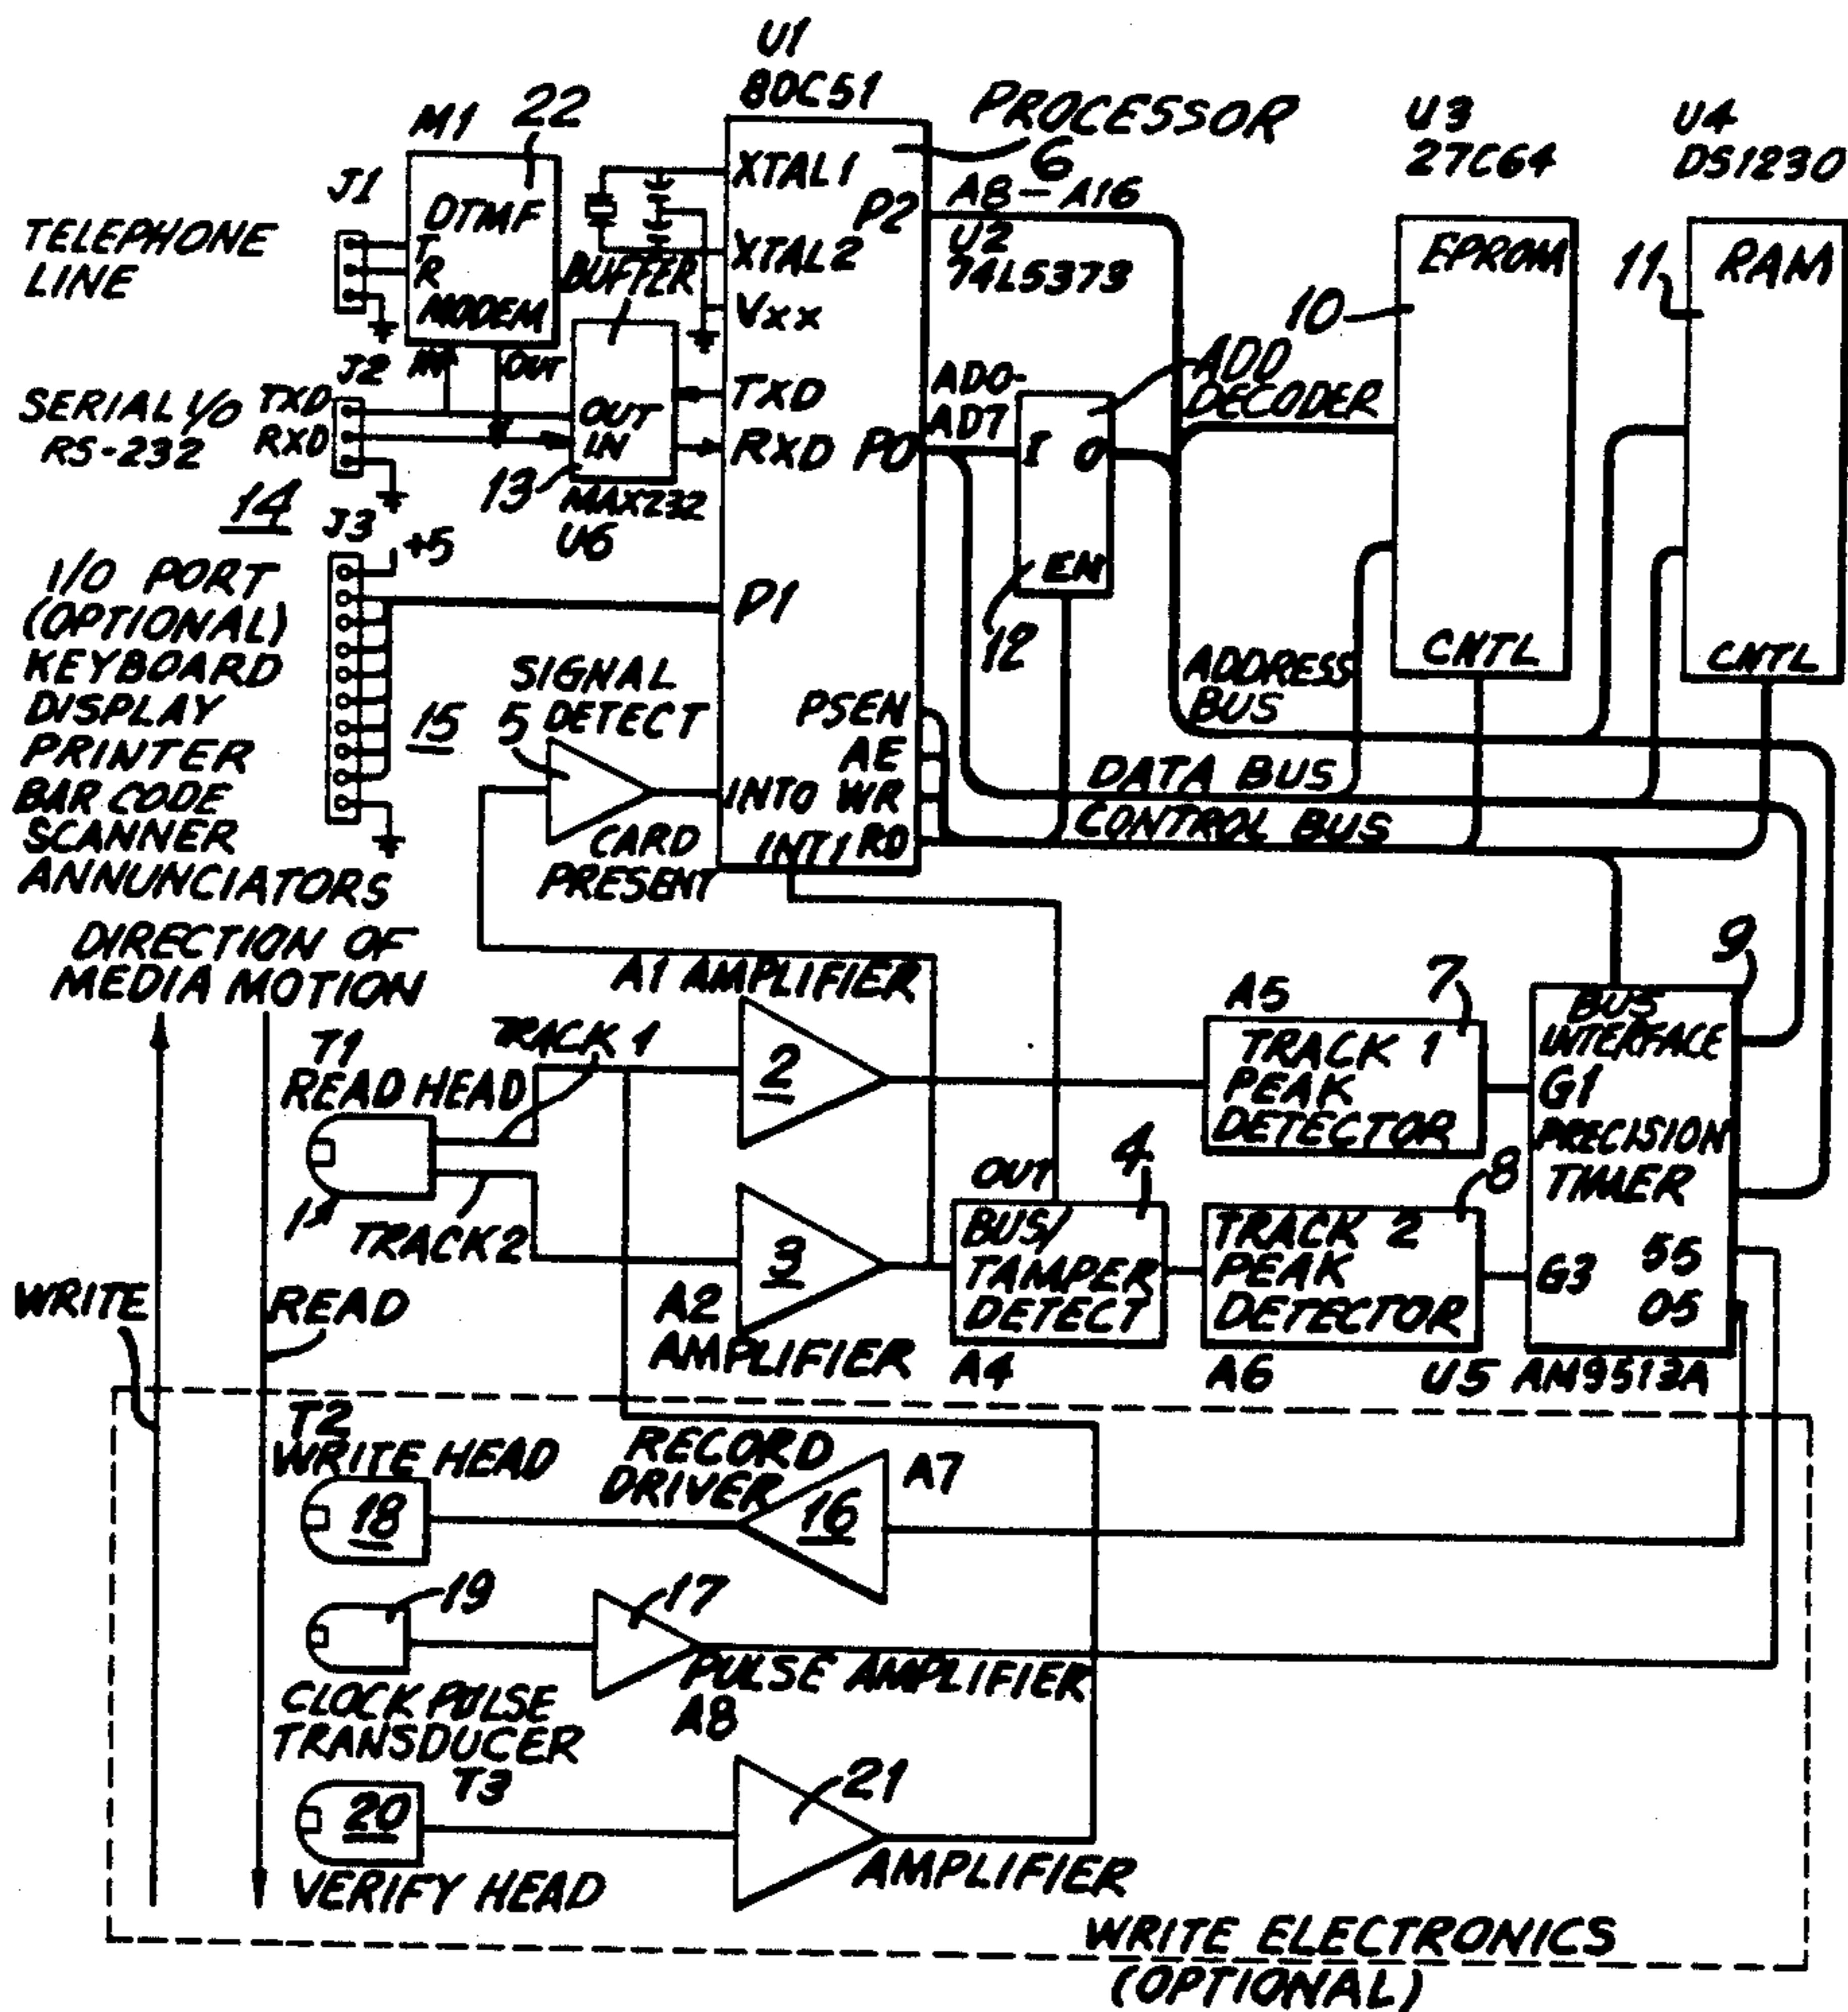 U1
8DC51
PROCESSOR
6
M1
22
U3
27C64
U4
DS1230
J1
TELEPHONE
LINE
DTMF
T
R
MODEM
IN
OUT
XTAL1
P2
XTAL2
Vxx
A8-A16
U2
74LS373
BUFFER
EPROM
10
CNTL
RAM
11
CNTL
J2
SERIAL I/O
RS-232
TXD
RXD
OUT
IN
13
MAX232
U6
TXD
RXD
P0
AD0-
AD7
I
O
EN
12
ADD
DECODER
14
J3
+5
I/O PORT
(OPTIONAL)
KEYBOARD
DISPLAY
PRINTER
BAR CODE
SCANNER
ANNUNCIATORS
15
P1
SIGNAL
DETECT
5
CARD
PRESENT
PSEN
AE
INTO
WR
INT1
RD
ADDRESS
BUS
DATA BUS
CONTROL BUS
DIRECTION OF
MEDIA MOTION
A1 AMPLIFIER
T1
READ HEAD
1
TRACK 1
TRACK 2
2
3
A2
AMPLIFIER
OUT
4
BUS/
TAMPER
DETECT
A4
A5
7
TRACK 1
PEAK
DETECTOR
8
TRACK 2
PEAK
DETECTOR
A6
9
BUS
INTERFACE
G1
PRECISION
TIMER
G3
55
05
U5 AM9513A
WRITE
READ
T2
WRITE HEAD
18
RECORD
DRIVER
16
A7
19
17
CLOCK PULSE
TRANSDUCER
T3
PULSE AMPLIFIER
A8
20
VERIFY HEAD
21
AMPLIFIER
WRITE ELECTRONICS
(OPTIONAL)